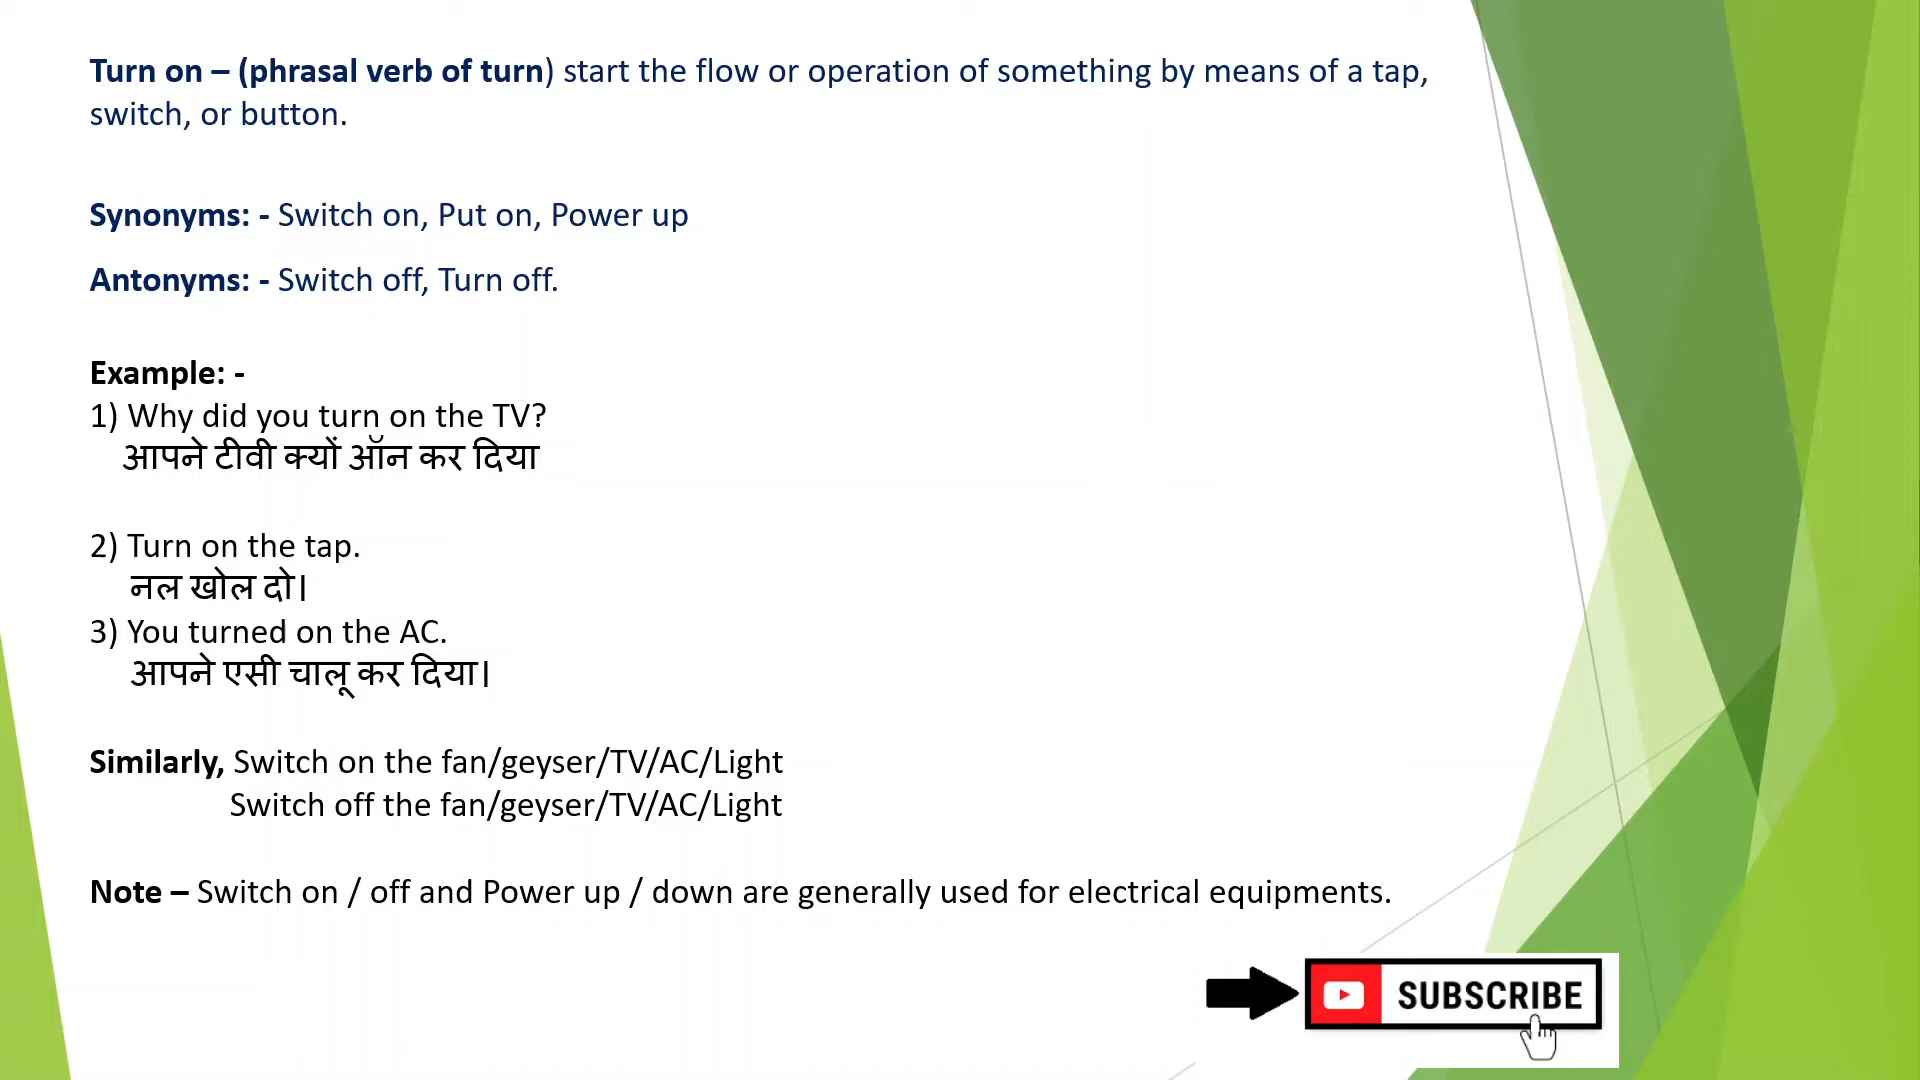 Turn on – (phrasal verb of turn) start the flow or operation of something by means of a tap,
switch, or button.
Synonyms: - Switch on, Put on, Power up
Antonyms: - Switch off, Turn off.
Example: -
1) Why did you turn on the TV?
आपने टीवी क्यों ऑन कर दिया
2) Turn on the tap.
नल खोल दो।
3) You turned on the AC.
आपने एसी चालू कर दिया।
Similarly, Switch on the fan/geyser/TV/AC/Light
Switch off the fan/geyser/TV/AC/Light
Note – Switch on / off and Power up / down are generally used for electrical equipments.
SUBSCRIBE